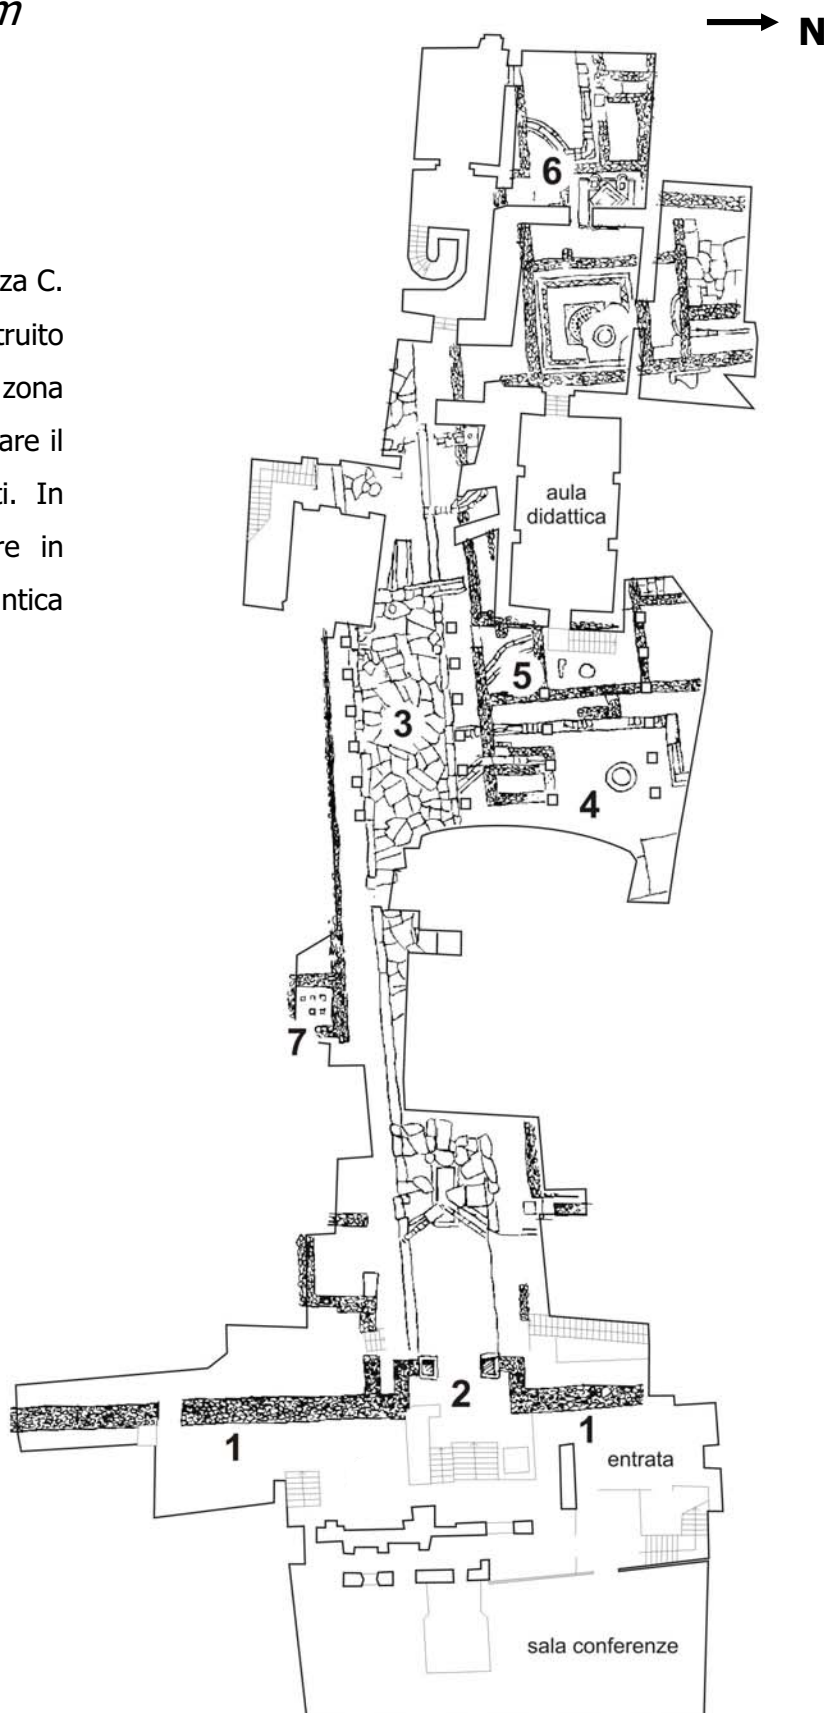 m
N
za C.
truito
zona
are il
ti. In
re in
ntica
6
aula
didattica
5
3
4
7
2
1
1
entrata
sala conferenze